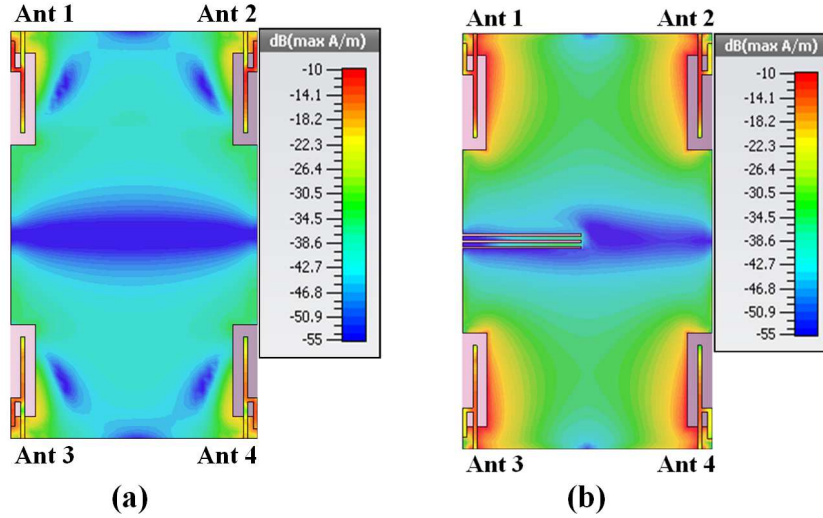 Ant 1
Ant 2
dB(max A/m)
-10
-14.1
-18.2
-22.3
-26.4
-30.5
-34.5
-38.6
-42.7
-46.8
-50.9
-55
Ant 3
Ant 4
(a)
Ant 1
Ant 2
dB(max A/m)
-10
-14.1
-18.2
-22.3
-26.4
-30.5
-34.5
-38.6
-42.7
-46.8
-50.9
-55
Ant 3
Ant 4
(b)